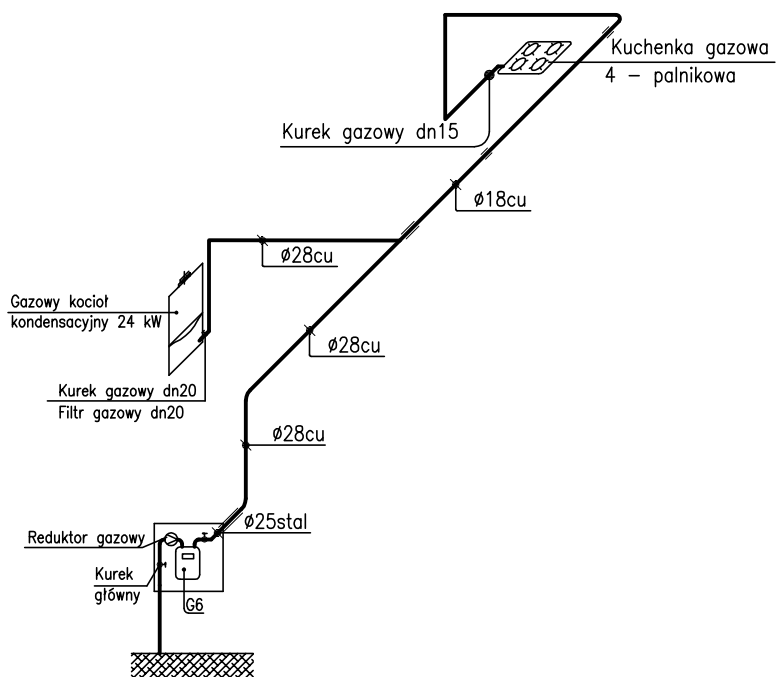 Kuchenka gazowa
4 – palnikowa
Kurek gazowy dn15
ø18cu
ø28cu
Gazowy kocioł
kondensacyjny 24 kW
ø28cu
Kurek gazowy dn20
Filtr gazowy dn20
ø28cu
ø25stal
Reduktor gazowy
Kurek
główny
G6